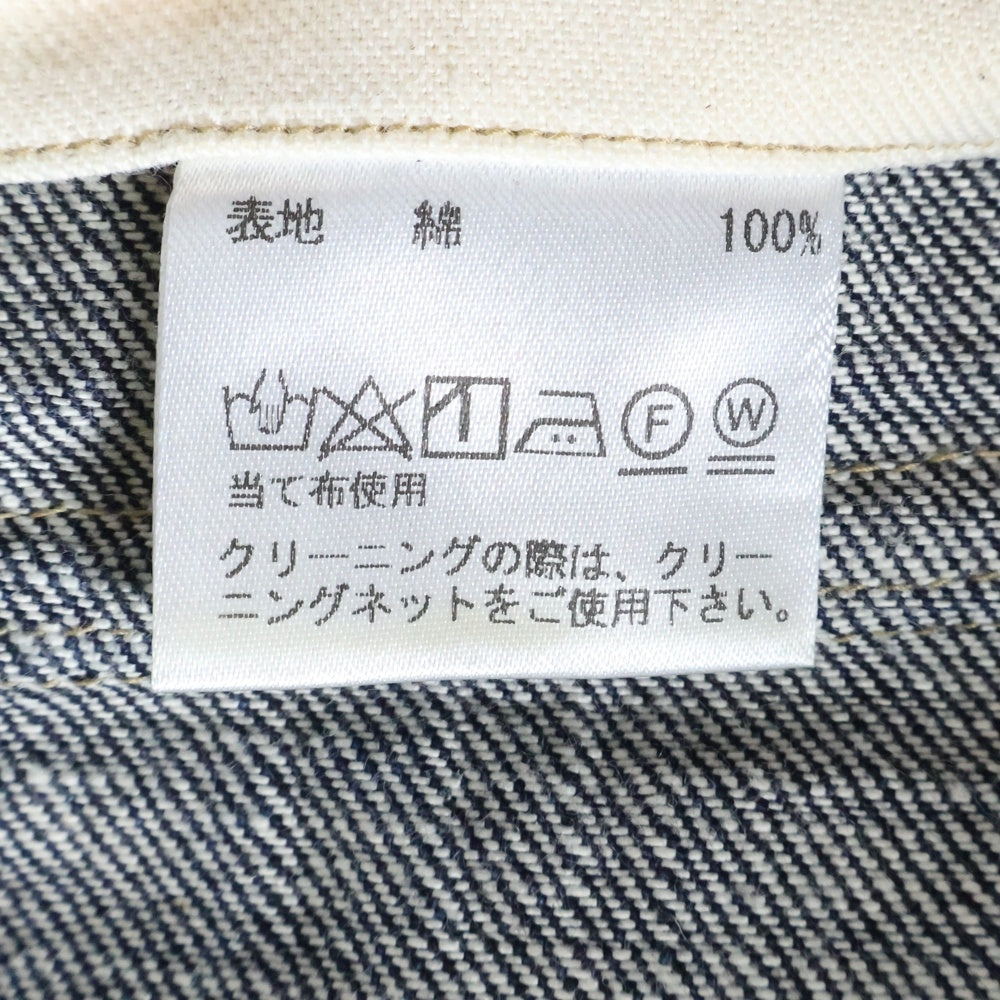 表地 綿 100%
F W
当て布使用
クリーニングの際は、クリー
ニングネットをご使用下さい。